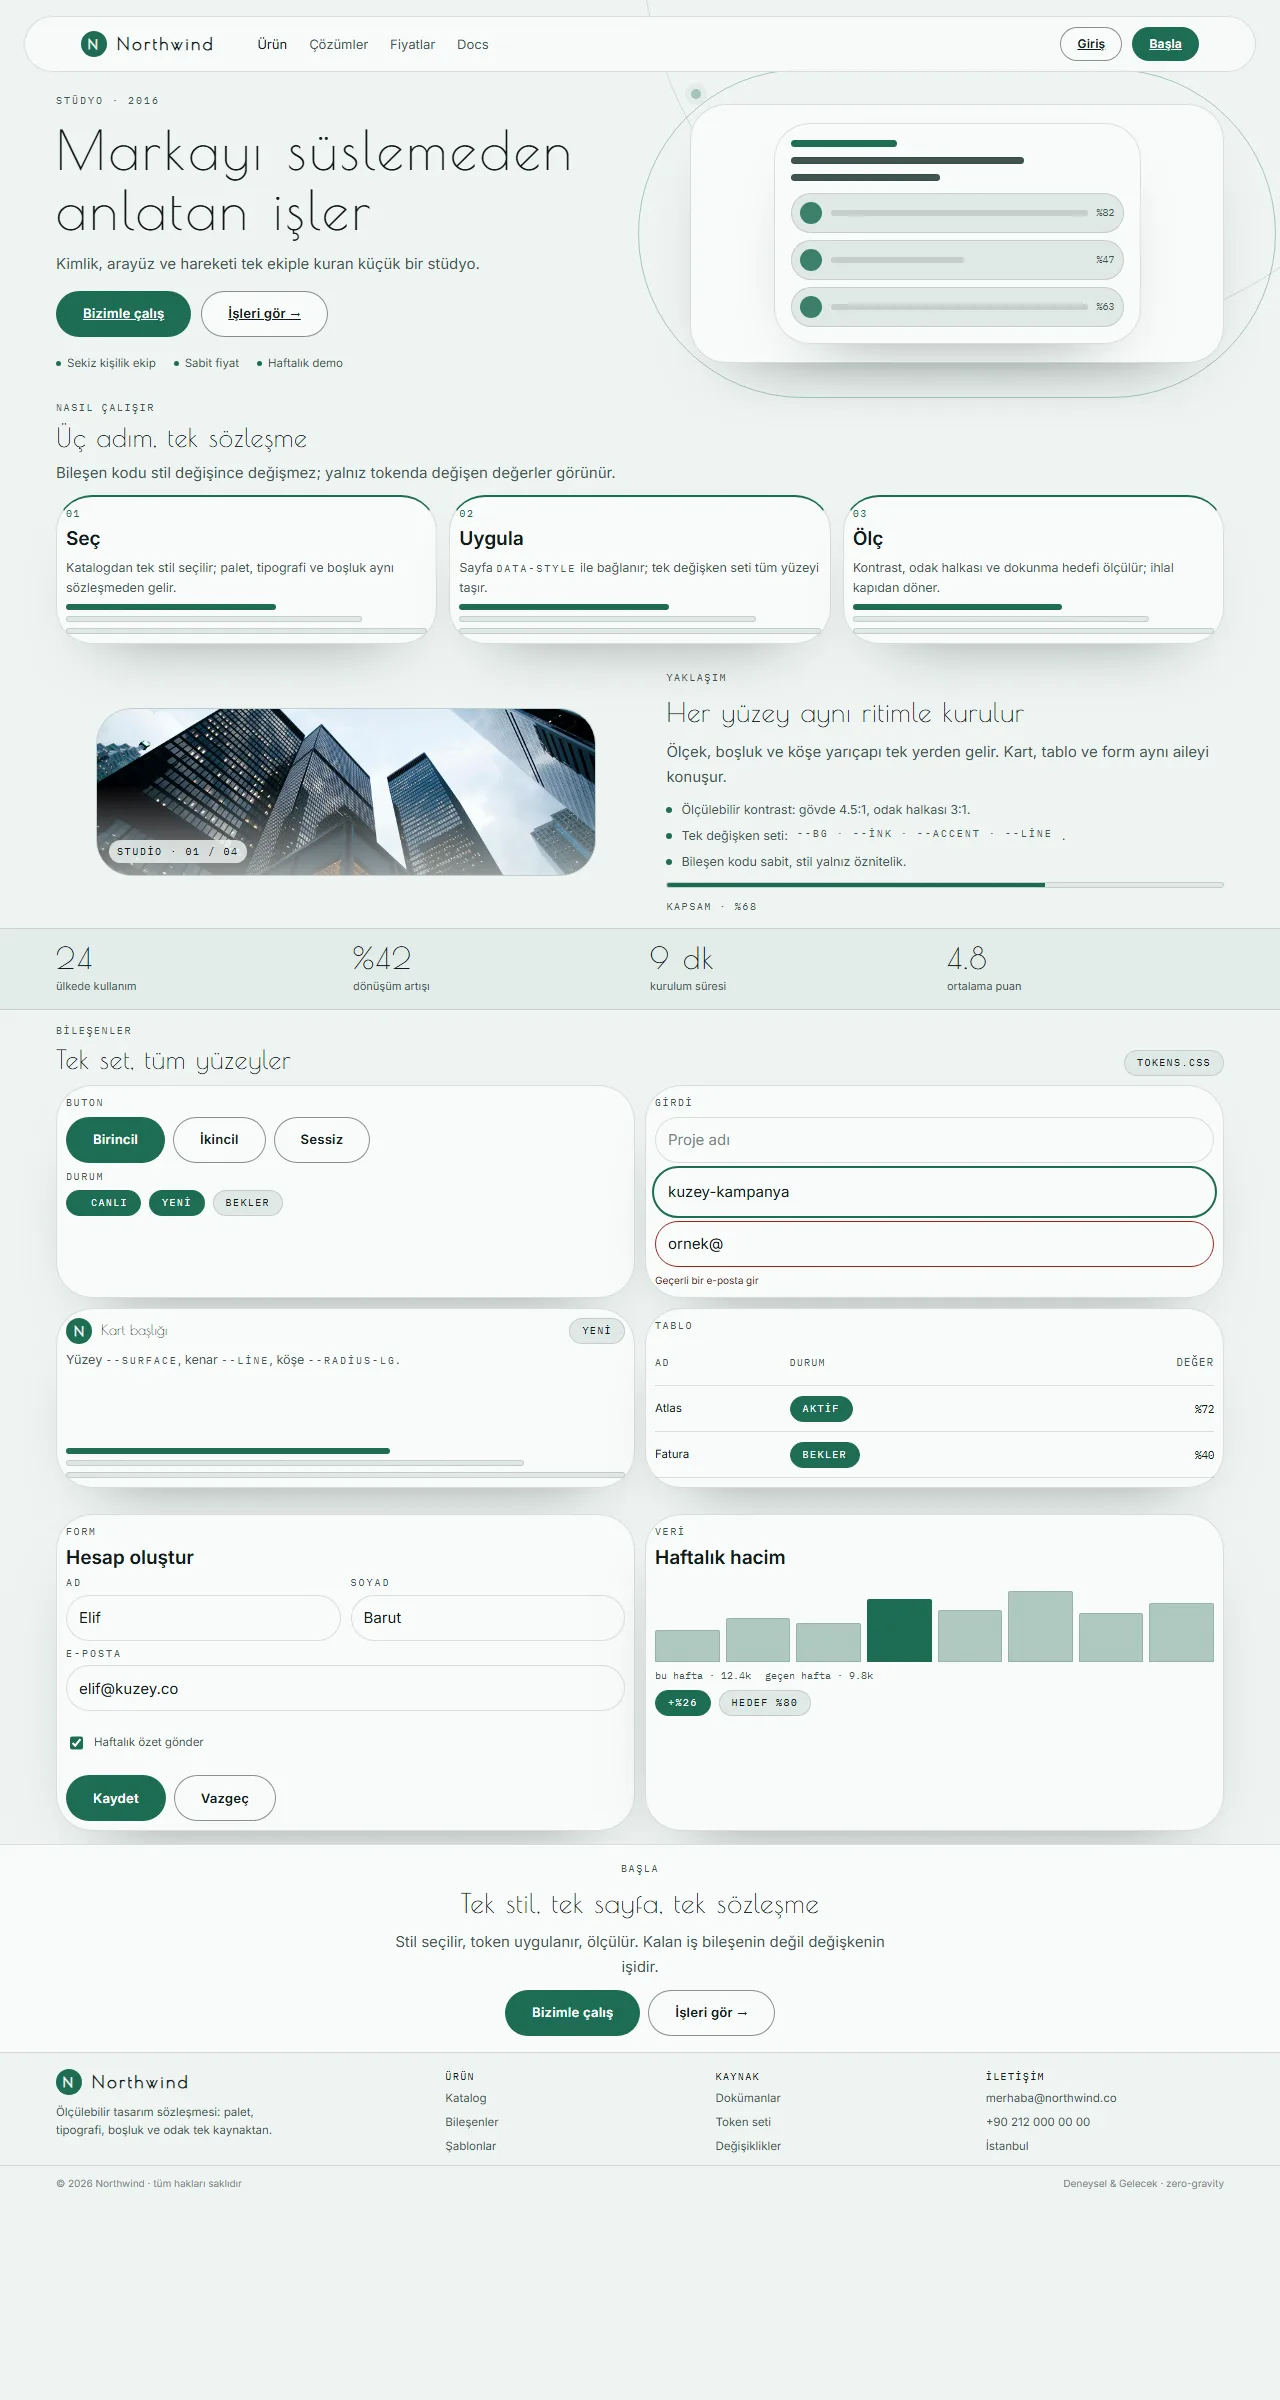 N Northwind Ürün Çözümler Fiyatlar Docs Giriş Başla
STÜDYO · 2016
Markayı süslemeden
anlatan işler
Kimlik, arayüz ve hareketi tek ekiple kuran küçük bir stüdyo.
Bizimle çalış İşleri gör →
Sekiz kişilik ekip Sabit fiyat Haftalık demo
%82
%47
%63
NASIL ÇALIŞIR
Üç adım, tek sözleşme
Bileşen kodu stil değişince değişmez; yalnız tokenda değişen değerler görünür.
01
Seç
Katalogdan tek stil seçilir; palet, tipografi ve boşluk aynı
sözleşmeden gelir.
02
Uygula
Sayfa DATA-STYLE ile bağlanır; tek değişken seti tüm yüzeyi
taşır.
03
Ölç
Kontrast, odak halkası ve dokunma hedefi ölçülür; ihlal
kapıdan döner.
STUDİO · 01 / 04
YAKLAŞIM
Her yüzey aynı ritimle kurulur
Ölçek, boşluk ve köşe yarıçapı tek yerden gelir. Kart, tablo ve form aynı aileyi
konuşur.
Ölçülebilir kontrast: gövde 4.5:1, odak halkası 3:1.
Tek değişken seti: --BG · --İNK · --ACCENT · --LİNE .
Bileşen kodu sabit, stil yalnız öznitelik.
KAPSAM · %68
24
ülkede kullanım
%42
dönüşüm artışı
9 dk
kurulum süresi
4.8
ortalama puan
BİLEŞENLER
Tek set, tüm yüzeyler
TOKENS.CSS
BUTON
Birincil İkincil Sessiz
DURUM
CANLI YENİ BEKLER
GİRDİ
Proje adı
kuzey-kampanya
ornek@
Geçerli bir e-posta gir
N Kart başlığı YENİ
Yüzey --SURFACE, kenar --LİNE, köşe --RADİUS-LG.
TABLO
AD DURUM DEĞER
Atlas AKTİF %72
Fatura BEKLER %40
FORM
Hesap oluştur
AD SOYAD
Elif Barut
E-POSTA
elif@kuzey.co
Haftalık özet gönder
Kaydet Vazgeç
VERİ
Haftalık hacim
bu hafta · 12.4k geçen hafta · 9.8k
+%26 HEDEF %80
BAŞLA
Tek stil, tek sayfa, tek sözleşme
Stil seçilir, token uygulanır, ölçülür. Kalan iş bileşenin değil değişkenin
işidir.
Bizimle çalış İşleri gör →
N Northwind
Ölçülebilir tasarım sözleşmesi: palet,
tipografi, boşluk ve odak tek kaynaktan.
ÜRÜN
Katalog
Bileşenler
Şablonlar
KAYNAK
Dokümanlar
Token seti
Değişiklikler
İLETİŞİM
merhaba@northwind.co
+90 212 000 00 00
İstanbul
© 2026 Northwind · tüm hakları saklıdır
Deneysel & Gelecek · zero-gravity